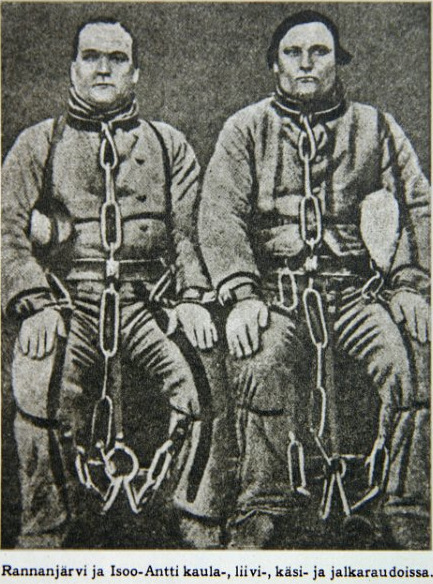 Rannanjärvi ja Isoo-Antti kaula-, liivi-, käsi- ja jalkaraudoissa.